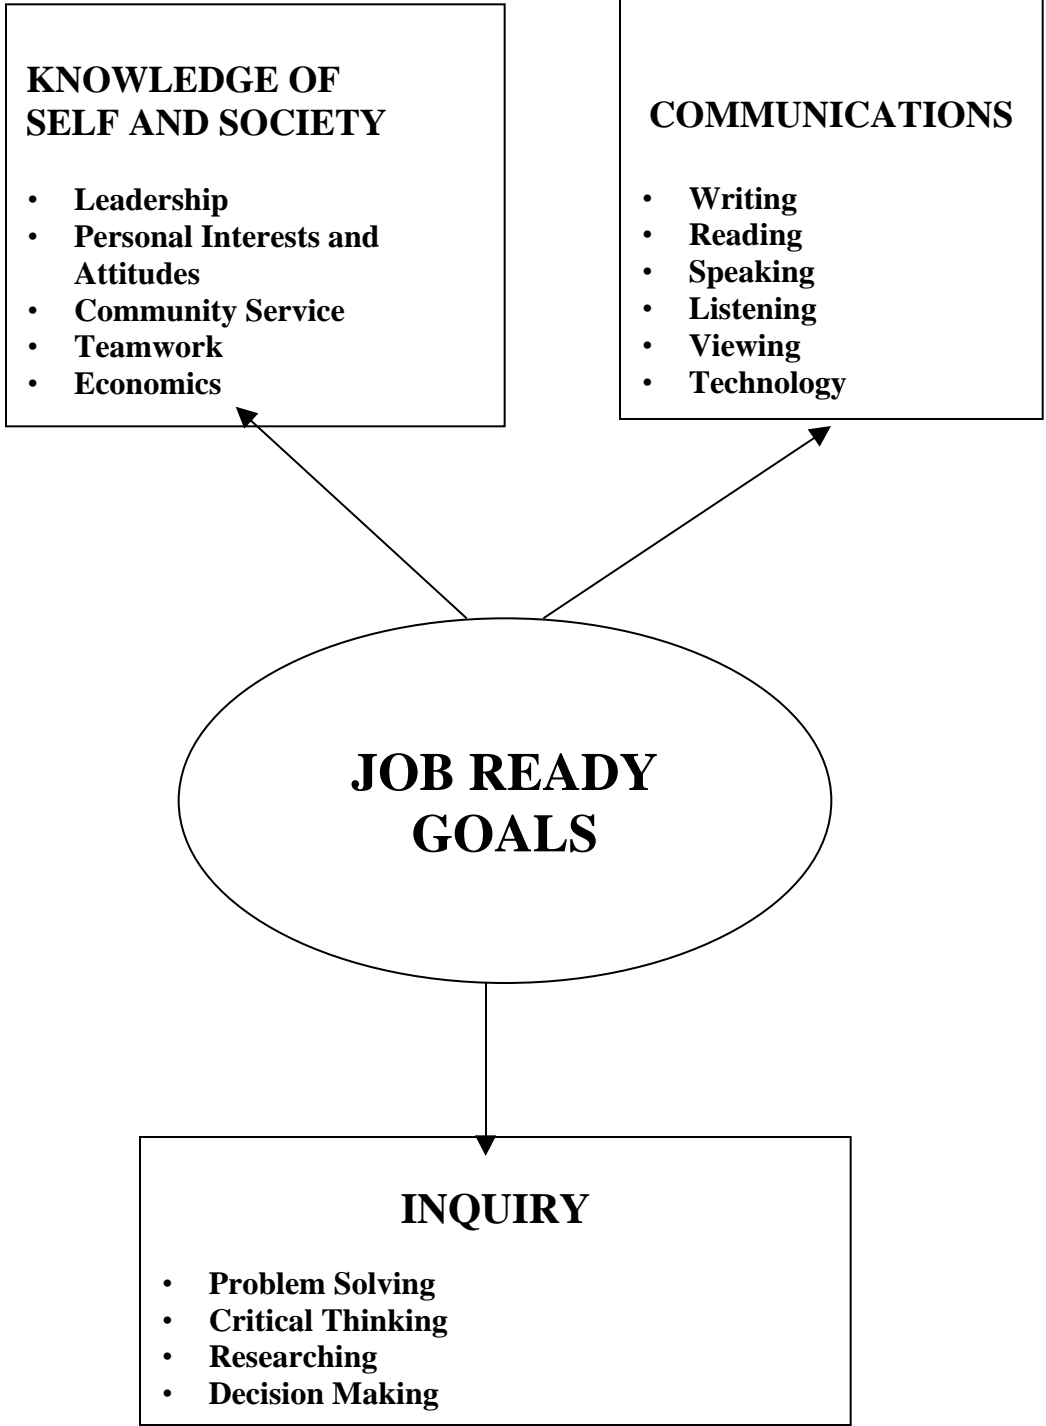 KNOWLEDGE OF
SELF AND SOCIETY
• Leadership
• Personal Interests and
Attitudes
• Community Service
• Teamwork
• Economics
COMMUNICATIONS
• Writing
• Reading
• Speaking
• Listening
• Viewing
• Technology
JOB READY
GOALS
INQUIRY
• Problem Solving
• Critical Thinking
• Researching
• Decision Making